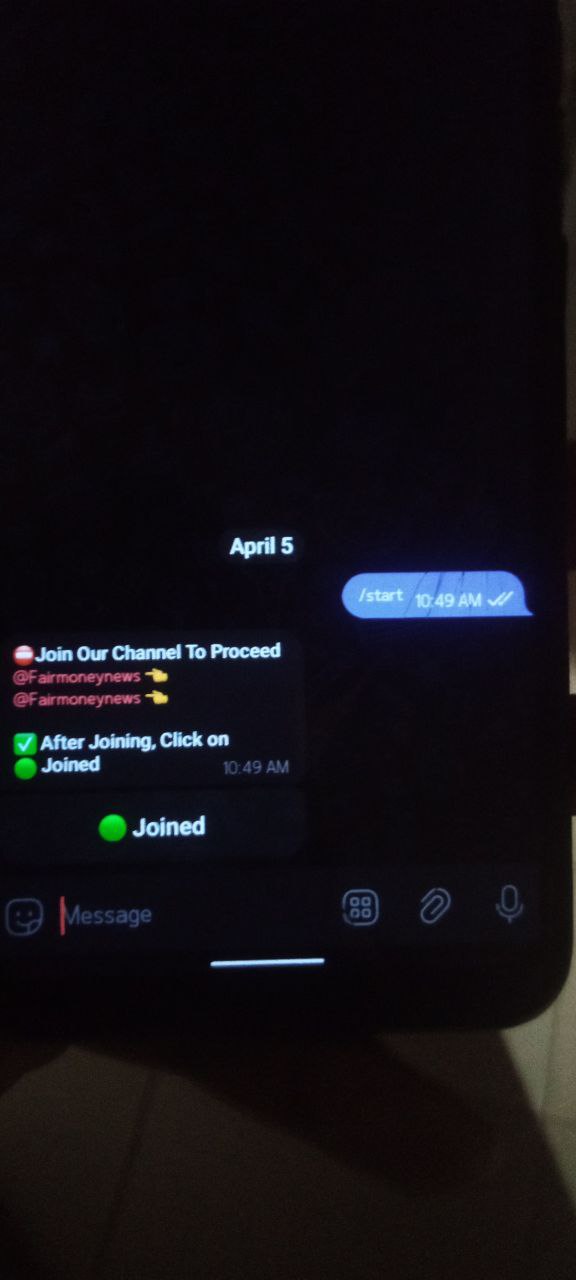 April 5
/start 10:49 AM
⛔Join Our Channel To Proceed
@Fairmoneynews 👈
@Fairmoneynews 👈
✅ After Joining, Click on
🟢 Joined 10:49 AM
🟢 Joined
Message